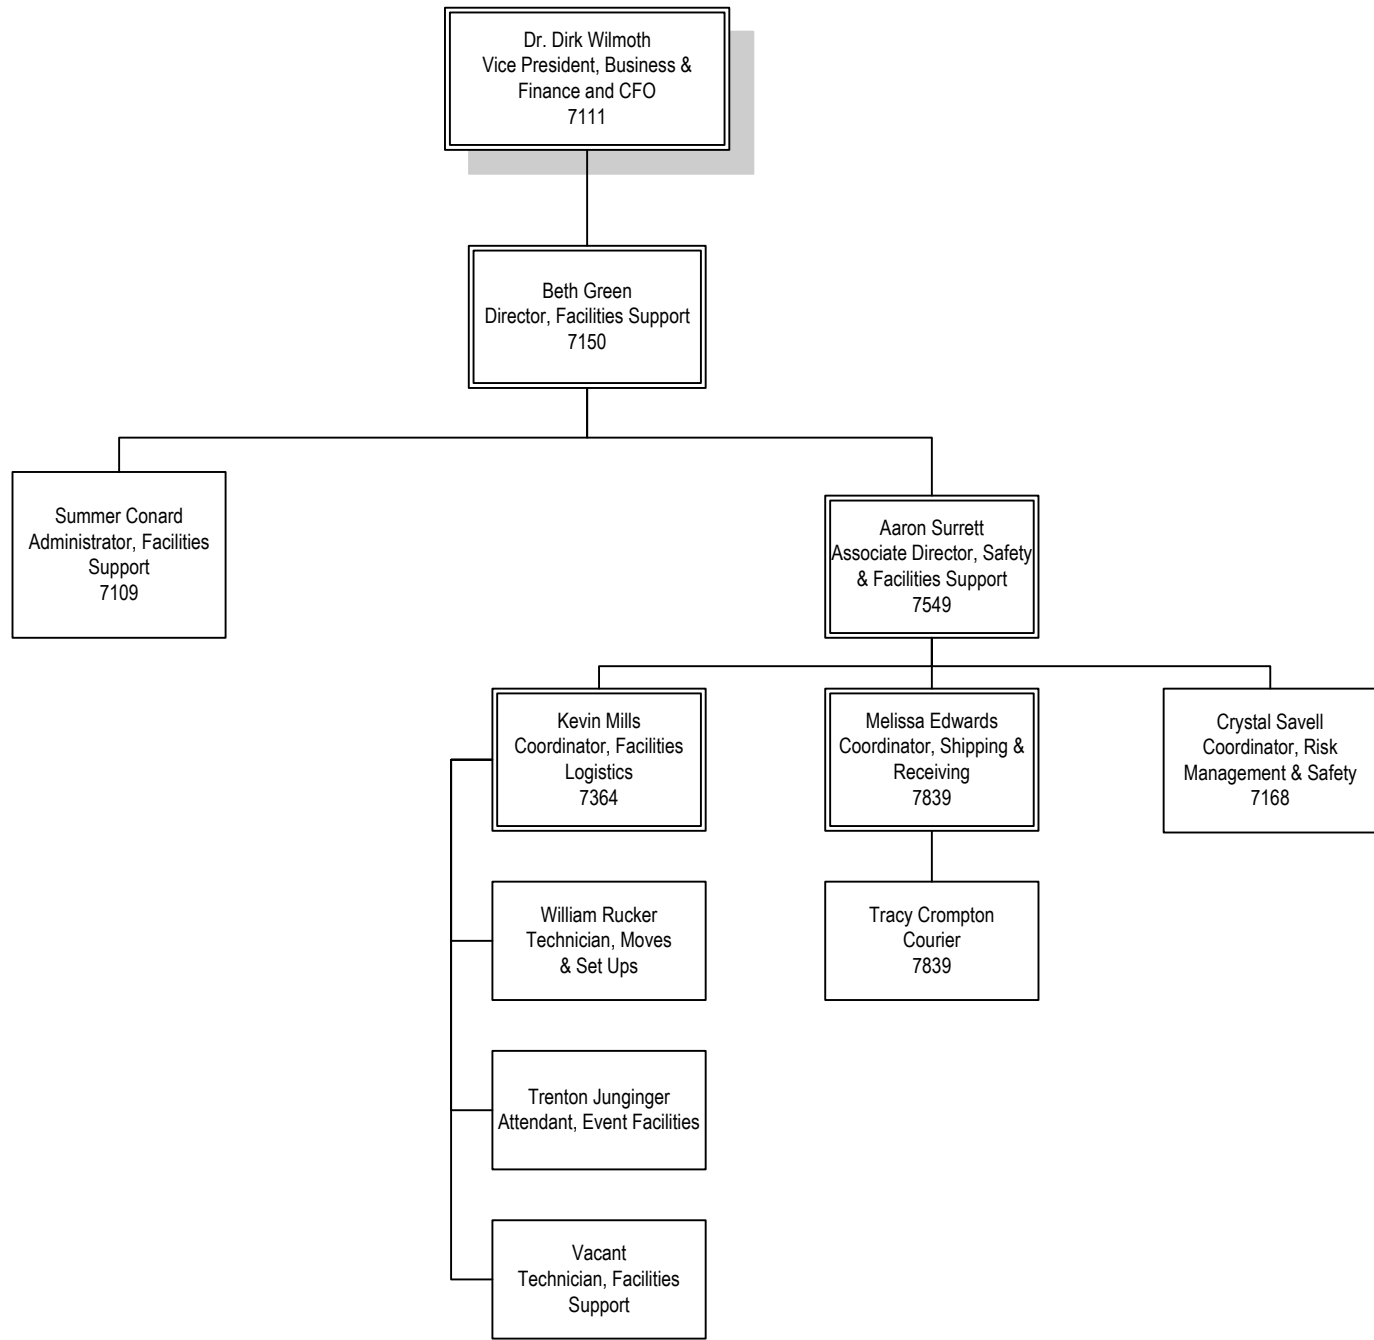 Dr. Dirk Wilmoth
Vice President, Business &
Finance and CFO
7111
Beth Green
Director, Facilities Support
7150
Summer Conard
Administrator, Facilities
Support
7109
Aaron Surrett
Associate Director, Safety
& Facilities Support
7549
Kevin Mills
Coordinator, Facilities
Logistics
7364
Melissa Edwards
Coordinator, Shipping &
Receiving
7839
Crystal Savell
Coordinator, Risk
Management & Safety
7168
William Rucker
Technician, Moves
& Set Ups
Tracy Crompton
Courier
7839
Trenton Junginger
Attendant, Event Facilities
Vacant
Technician, Facilities
Support